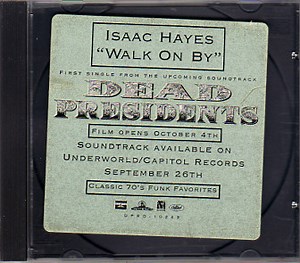 ISAAC HAYES
"WALK ON BY"
FIRST SINGLE FROM THE UPCOMING SOUNDTRACK
DEAD
PRESIDENTS
FILM OPENS OCTOBER 4TH
SOUNDTRACK AVAILABLE ON
UNDERWORLD/CAPITOL RECORDS
SEPTEMBER 26TH
CLASSIC 70'S FUNK FAVORITES